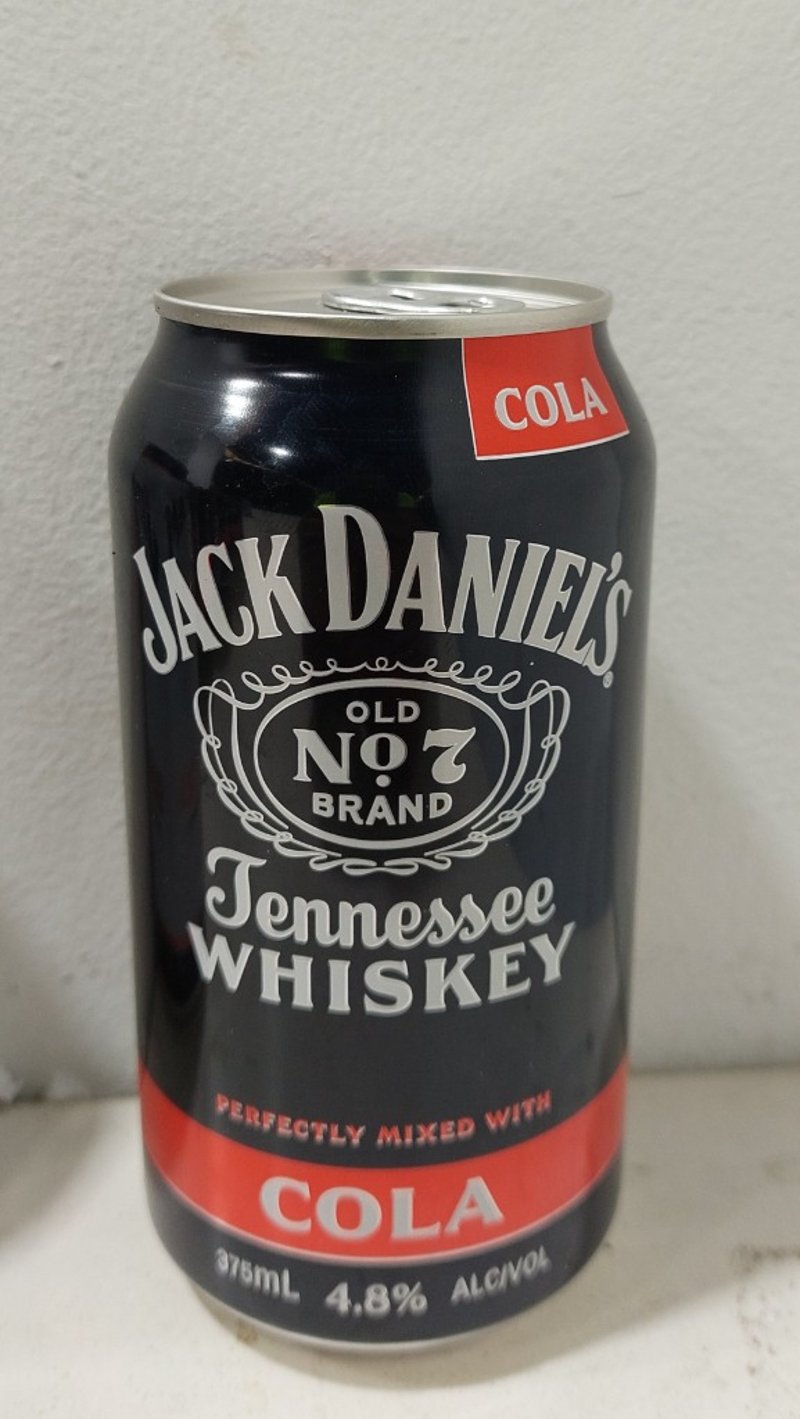 COLA
JACK DANIEL'S®
OLD
No. 7
BRAND
Tennessee
WHISKEY
PERFECTLY MIXED WITH
COLA
375mL 4.8% ALC/VOL